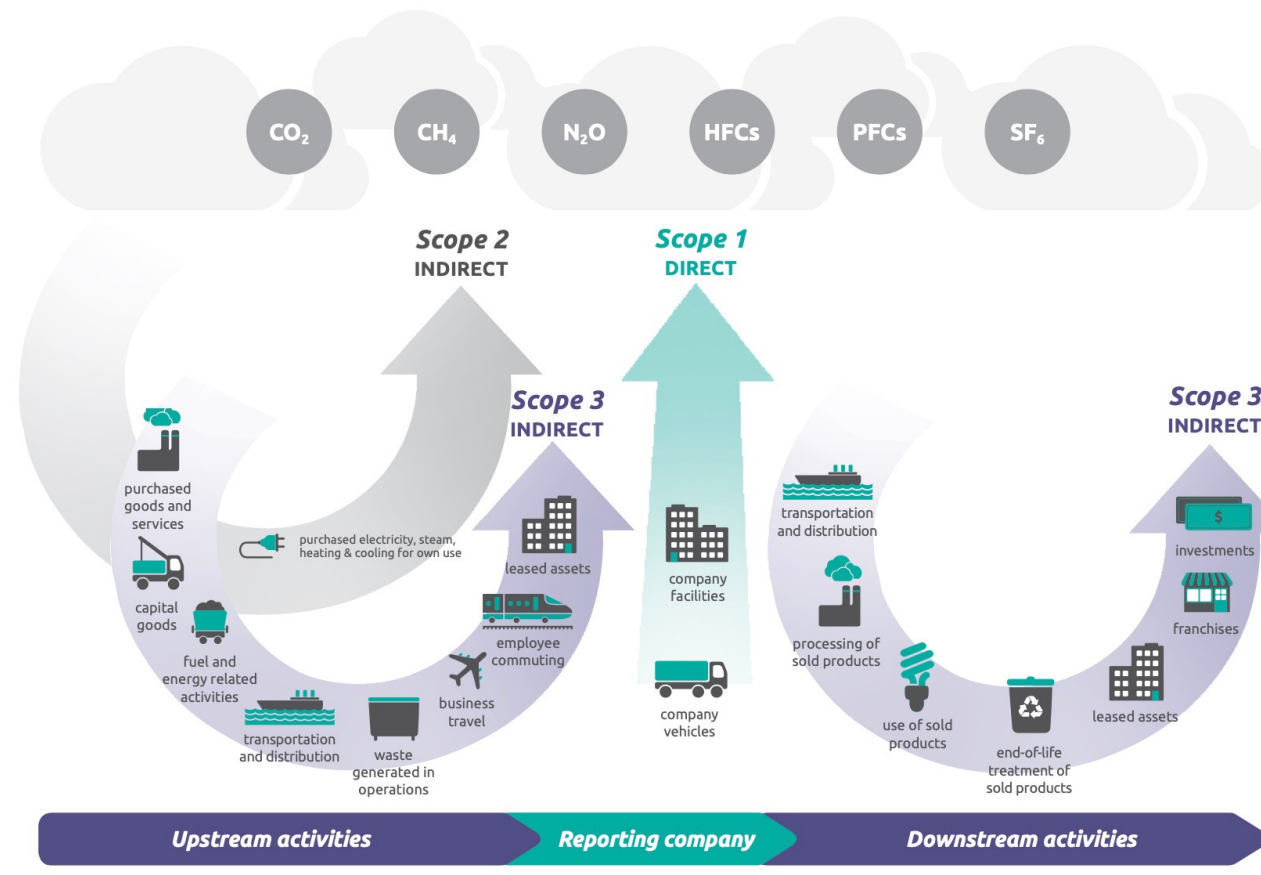 CO₂
CH₄
N₂O
HFCs
PFCs
SF₆
Scope 2
INDIRECT
Scope 1
DIRECT
Scope 3
INDIRECT
Scope 3
INDIRECT
purchased
goods and
services
capital
goods
fuel and
energy related
activities
transportation
and distribution
waste
generated in
operations
business
travel
employee
commuting
leased assets
purchased electricity, steam,
heating & cooling for own use
company
facilities
company
vehicles
transportation
and distribution
processing of
sold products
use of sold
products
end-of-life
treatment of
sold products
leased assets
franchises
$
investments
Upstream activities
Reporting company
Downstream activities